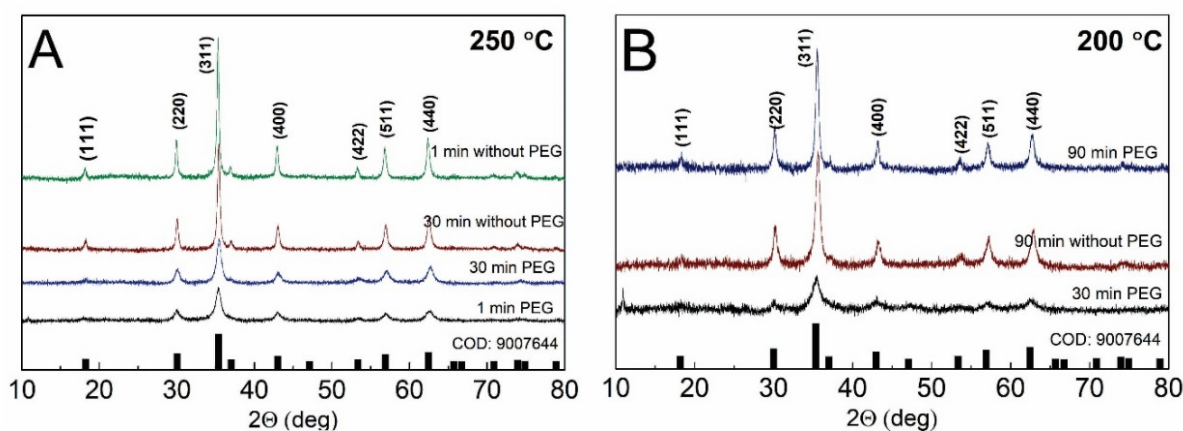 A
250 °C
(111)
(220)
(311)
(400)
(422)
(511)
(440)
1 min without PEG
30 min without PEG
30 min PEG
1 min PEG
COD: 9007644
10 20 30 40 50 60 70 80
2Θ (deg)
B
200 °C
(111)
(220)
(311)
(400)
(422)
(511)
(440)
90 min PEG
90 min without PEG
30 min PEG
COD: 9007644
10 20 30 40 50 60 70 80
2Θ (deg)